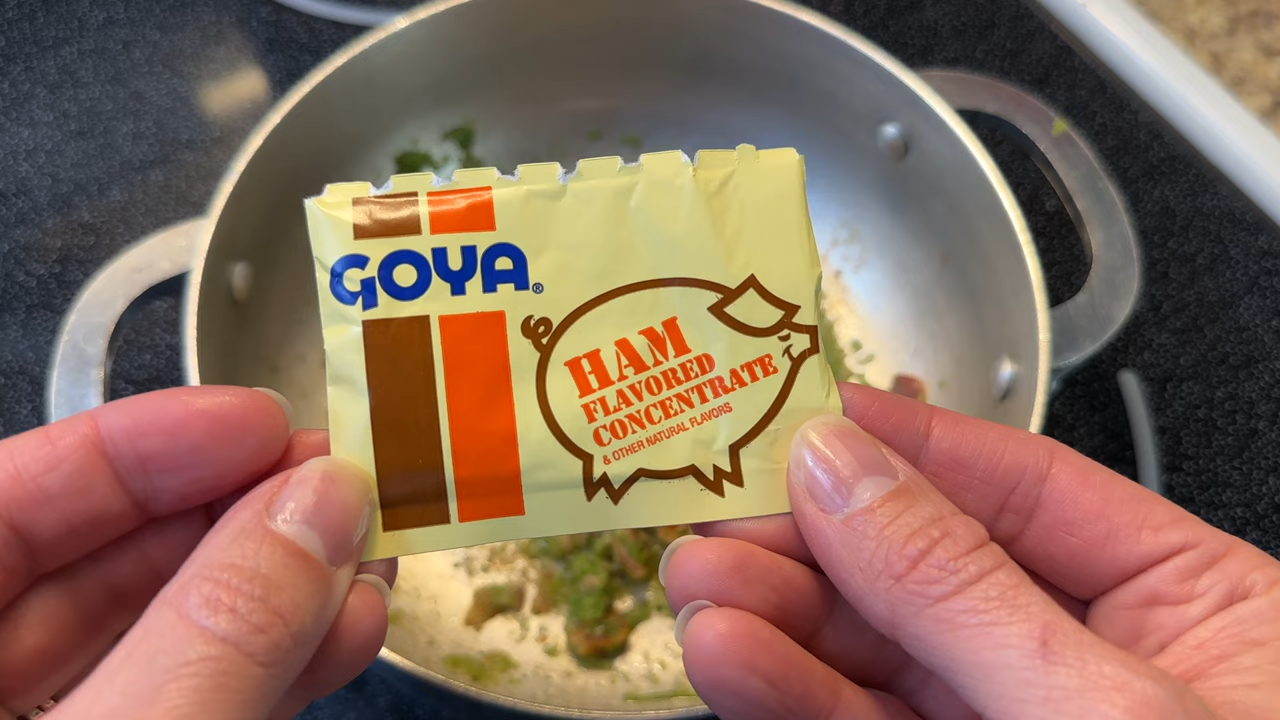 GOYA®
HAM
FLAVORED
CONCENTRATE
& OTHER NATURAL FLAVORS